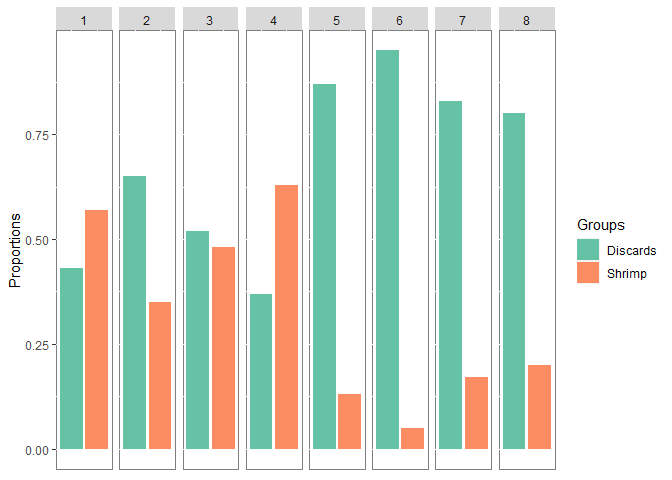 1 2 3 4 5 6 7 8
0.75
0.50
0.25
0.00
Proportions
Groups
Discards
Shrimp